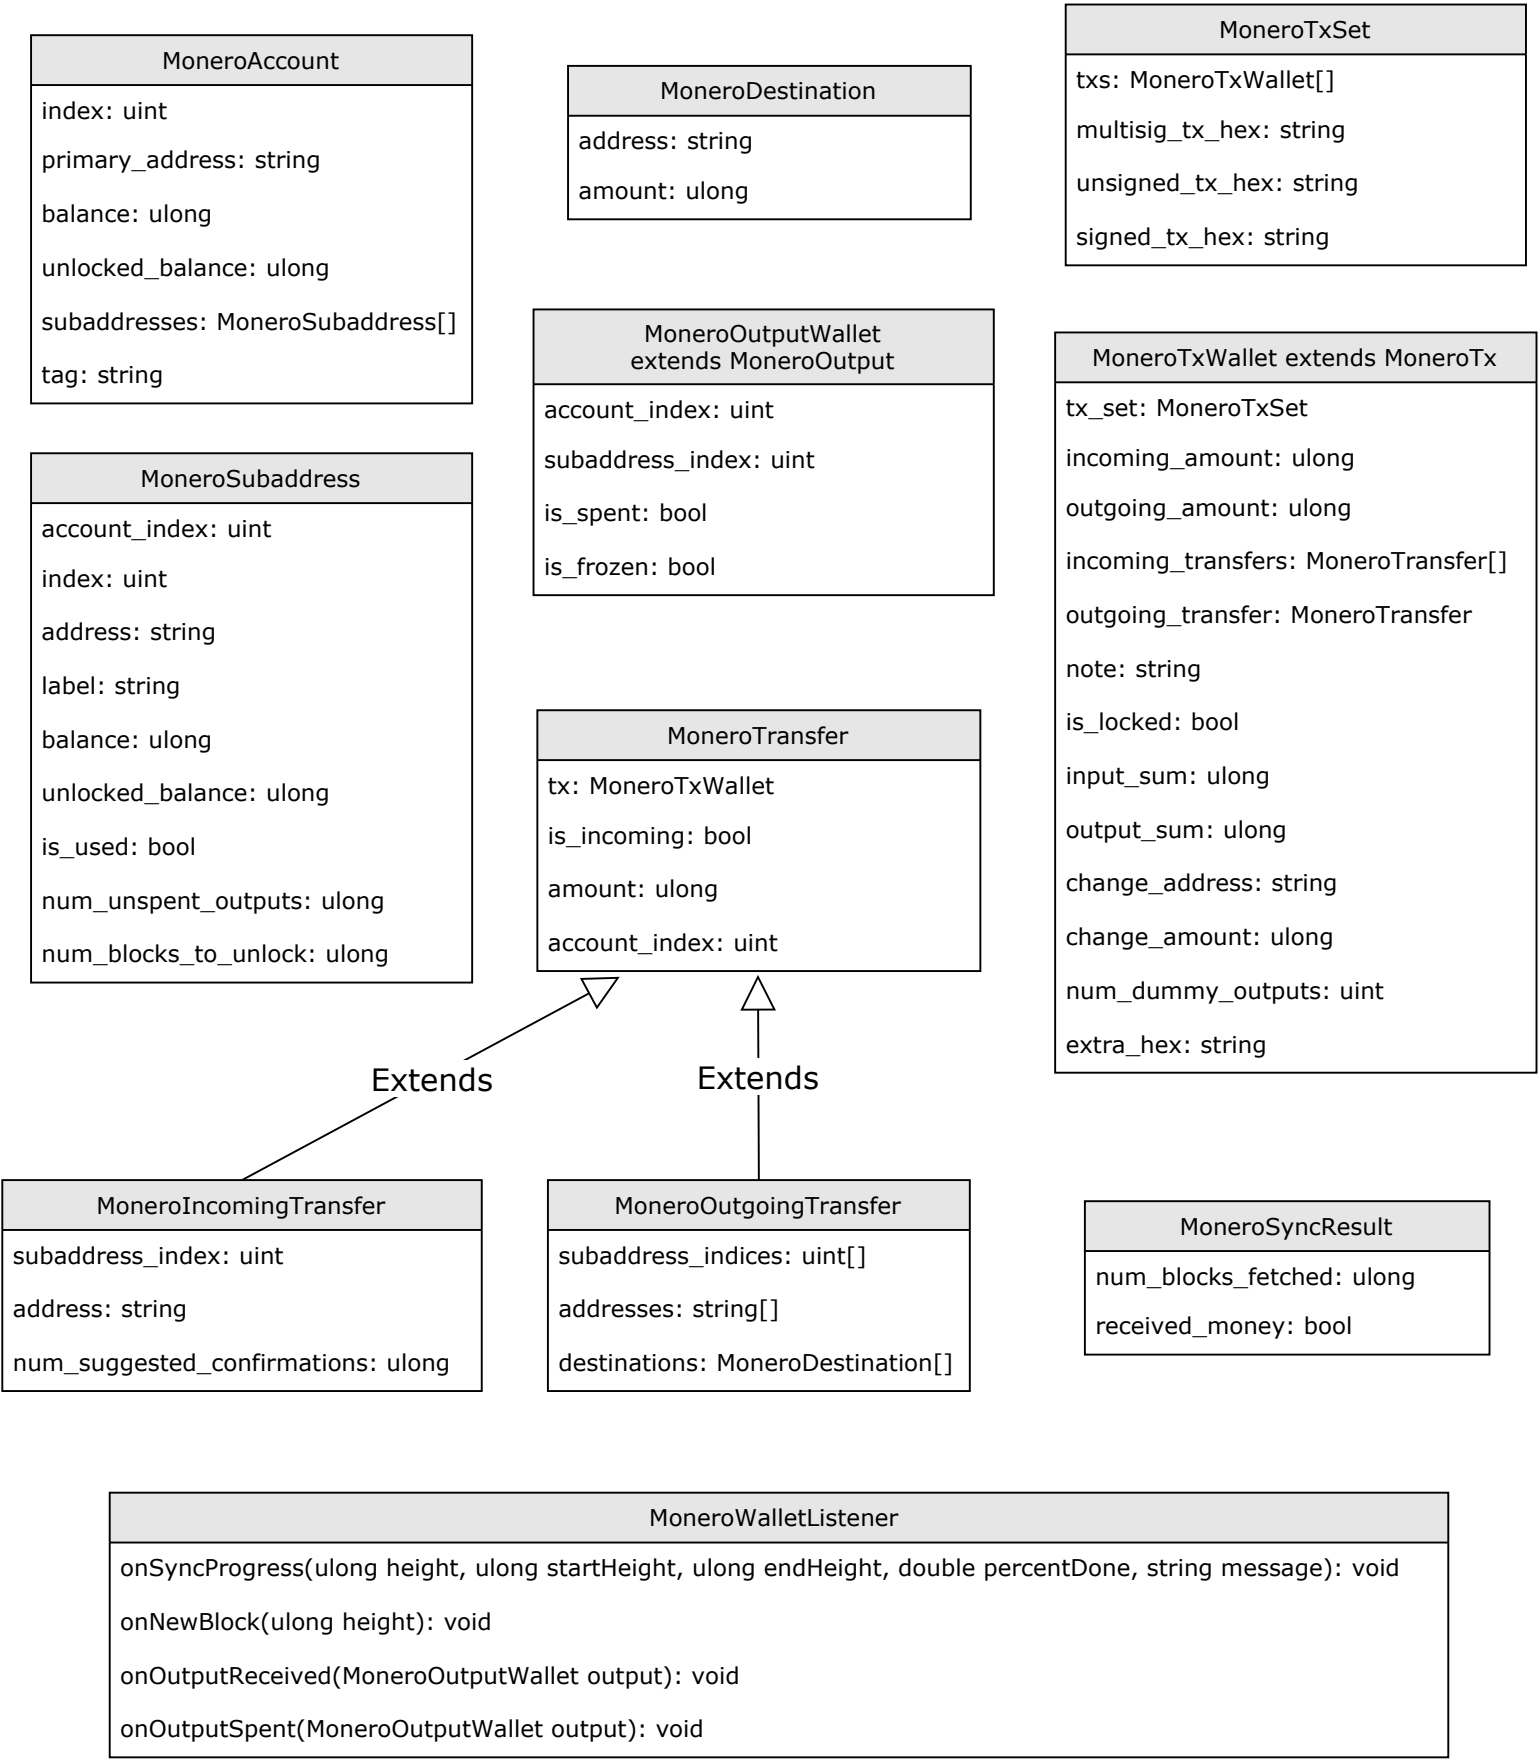 MoneroAccount
index: uint
primary_address: string
balance: ulong
unlocked_balance: ulong
subaddresses: MoneroSubaddress[]
tag: string
MoneroDestination
address: string
amount: ulong
MoneroTxSet
txs: MoneroTxWallet[]
multisig_tx_hex: string
unsigned_tx_hex: string
signed_tx_hex: string
MoneroSubaddress
account_index: uint
index: uint
address: string
label: string
balance: ulong
unlocked_balance: ulong
is_used: bool
num_unspent_outputs: ulong
num_blocks_to_unlock: ulong
MoneroOutputWallet
extends MoneroOutput
account_index: uint
subaddress_index: uint
is_spent: bool
is_frozen: bool
MoneroTxWallet extends MoneroTx
tx_set: MoneroTxSet
incoming_amount: ulong
outgoing_amount: ulong
incoming_transfers: MoneroTransfer[]
outgoing_transfer: MoneroTransfer
note: string
is_locked: bool
input_sum: ulong
output_sum: ulong
change_address: string
change_amount: ulong
num_dummy_outputs: uint
extra_hex: string
MoneroTransfer
tx: MoneroTxWallet
is_incoming: bool
amount: ulong
account_index: uint
Extends
Extends
MoneroIncomingTransfer
subaddress_index: uint
address: string
num_suggested_confirmations: ulong
MoneroOutgoingTransfer
subaddress_indices: uint[]
addresses: string[]
destinations: MoneroDestination[]
MoneroSyncResult
num_blocks_fetched: ulong
received_money: bool
MoneroWalletListener
onSyncProgress(ulong height, ulong startHeight, ulong endHeight, double percentDone, string message): void
onNewBlock(ulong height): void
onOutputReceived(MoneroOutputWallet output): void
onOutputSpent(MoneroOutputWallet output): void